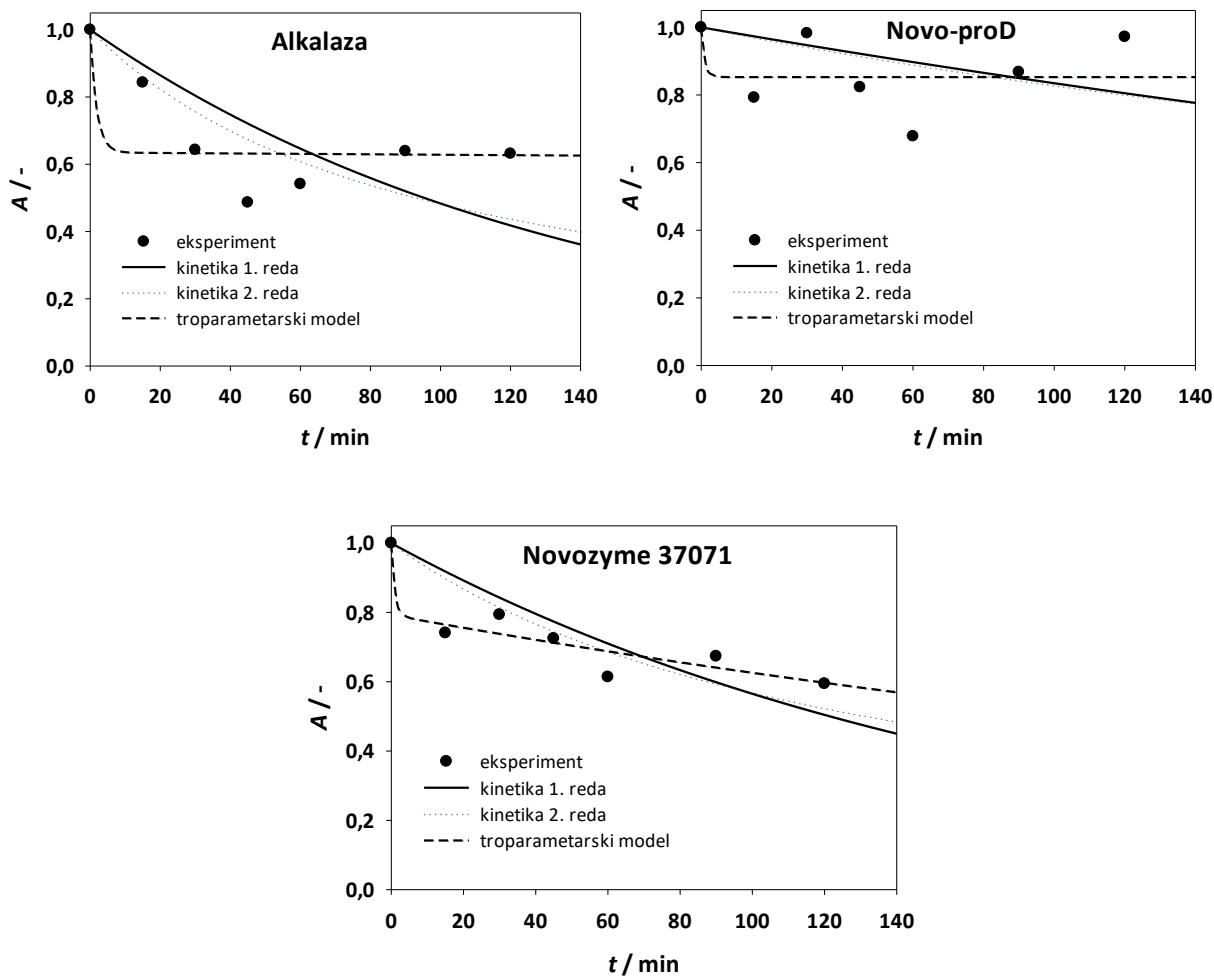 Alkalaza
A / -
1,0
0,8
0,6
0,4
0,2
0,0
eksperiment
kinetika 1. reda
kinetika 2. reda
troparametarski model
0 20 40 60 80 100 120 140
t / min
Novo-proD
A / -
1,0
0,8
0,6
0,4
0,2
0,0
eksperiment
kinetika 1. reda
kinetika 2. reda
troparametarski model
0 20 40 60 80 100 120 140
t / min
Novozyme 37071
A / -
1,0
0,8
0,6
0,4
0,2
0,0
eksperiment
kinetika 1. reda
kinetika 2. reda
troparametarski model
0 20 40 60 80 100 120 140
t / min